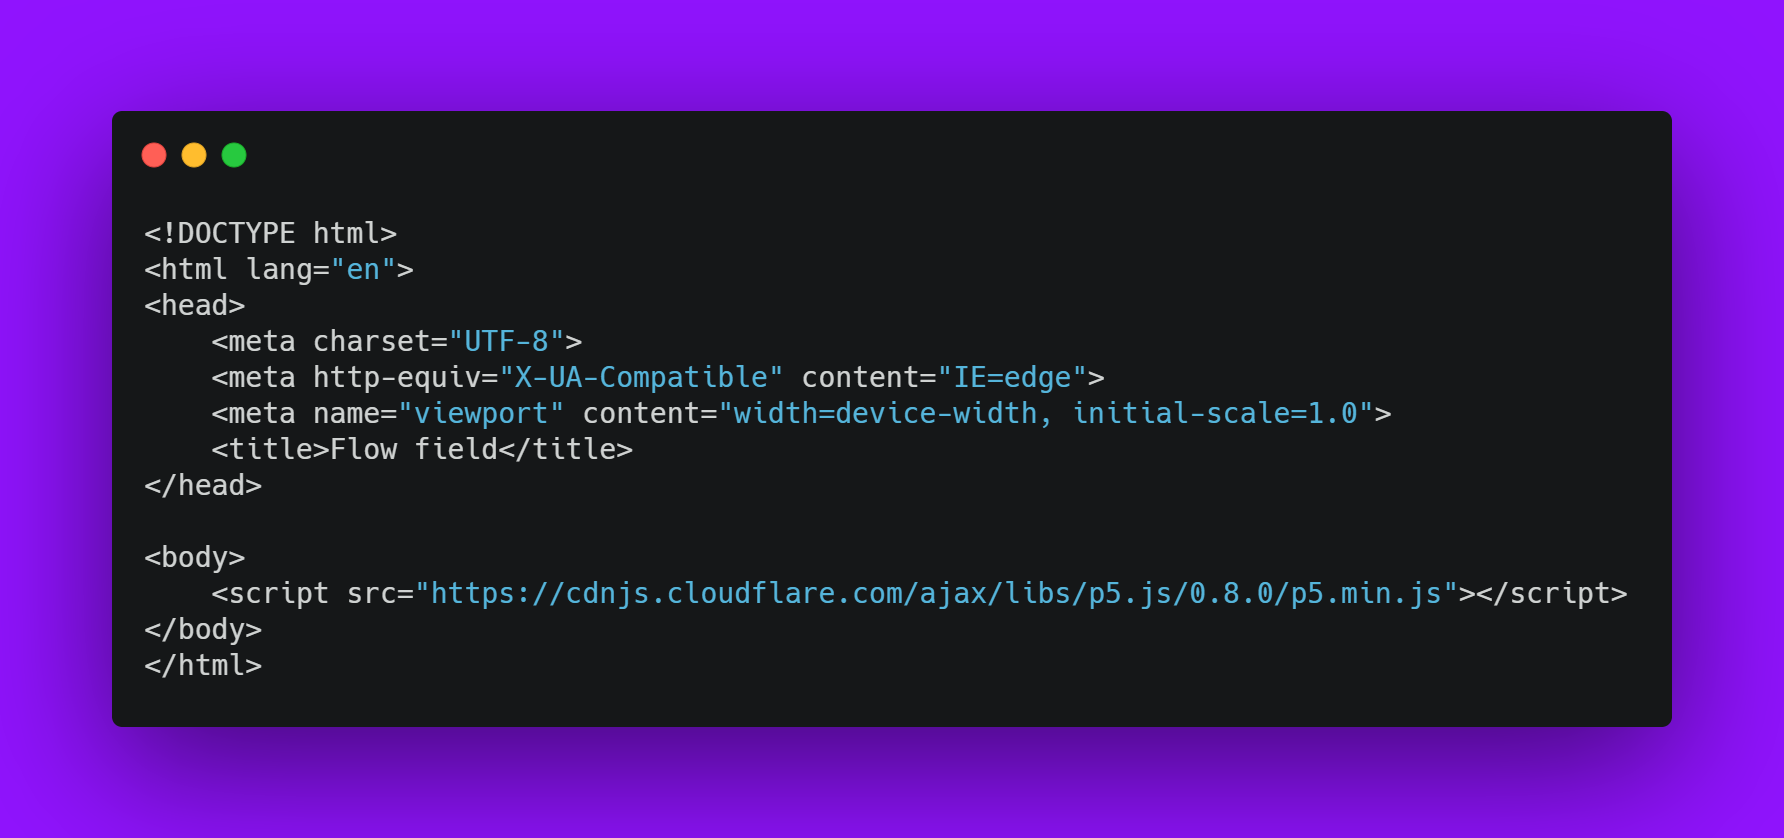 <!DOCTYPE html>
<html lang="en">
<head>
    <meta charset="UTF-8">
    <meta http-equiv="X-UA-Compatible" content="IE=edge">
    <meta name="viewport" content="width=device-width, initial-scale=1.0">
    <title>Flow field</title>
</head>

<body>
    <script src="https://cdnjs.cloudflare.com/ajax/libs/p5.js/0.8.0/p5.min.js"></script>
</body>
</html>